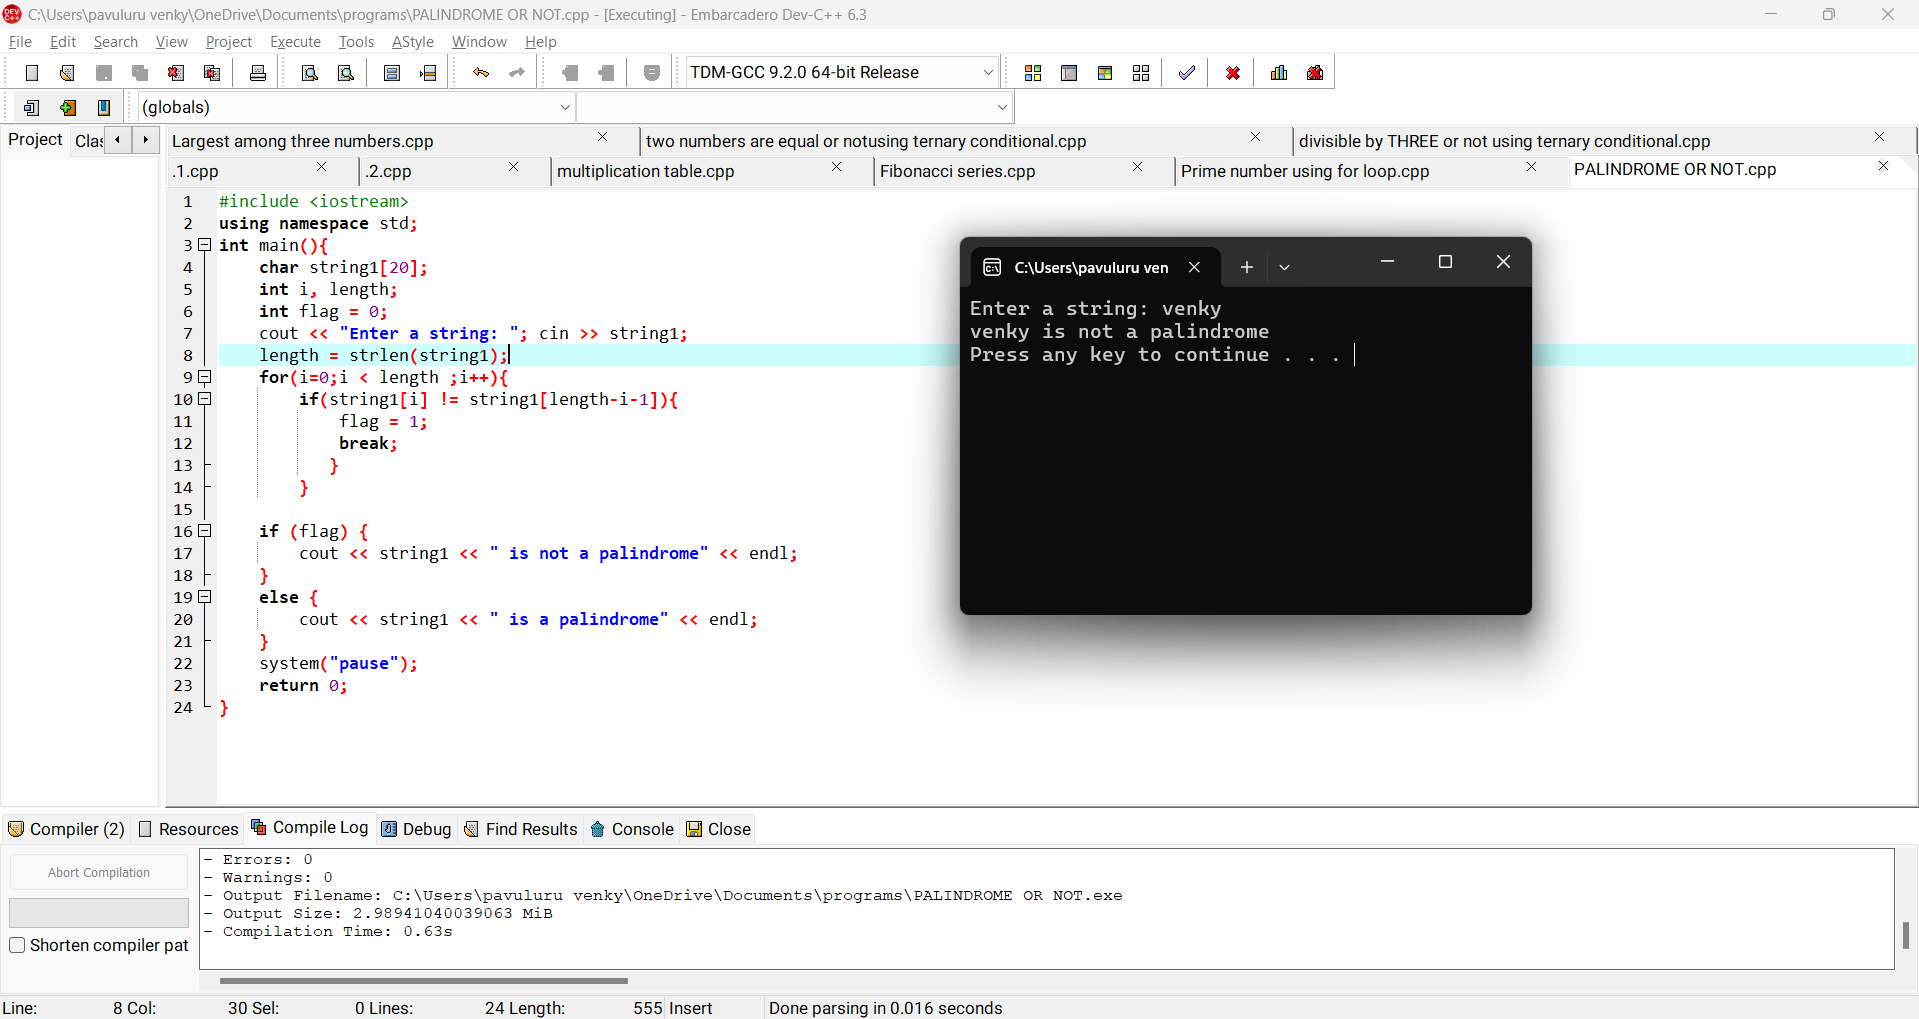 C:\Users\pavuluru venky\OneDrive\Documents\programs\PALINDROME OR NOT.cpp - [Executing] - Embarcadero Dev-C++ 6.3
File Edit Search View Project Execute Tools AStyle Window Help
TDM-GCC 9.2.0 64-bit Release
(globals)
Project Clas
Largest among three numbers.cpp two numbers are equal or notusing ternary conditional.cpp divisible by THREE or not using ternary conditional.cpp
.1.cpp .2.cpp multiplication table.cpp Fibonacci series.cpp Prime number using for loop.cpp PALINDROME OR NOT.cpp
1 #include <iostream>
2 using namespace std;
3 int main(){
4 char string1[20];
5 int i, length;
6 int flag = 0;
7 cout << "Enter a string: "; cin >> string1;
8 length = strlen(string1);
9 for(i=0;i < length ;i++){
10 if(string1[i] != string1[length-i-1]){
11 flag = 1;
12 break;
13 }
14 }
15
16 if (flag) {
17 cout << string1 << " is not a palindrome" << endl;
18 }
19 else {
20 cout << string1 << " is a palindrome" << endl;
21 }
22 system("pause");
23 return 0;
24 }
C:\Users\pavuluru ven
Enter a string: venky
venky is not a palindrome
Press any key to continue . . .
Compiler (2) Resources Compile Log Debug Find Results Console Close
Abort Compilation
Shorten compiler pat
- Errors: 0
- Warnings: 0
- Output Filename: C:\Users\pavuluru venky\OneDrive\Documents\programs\PALINDROME OR NOT.exe
- Output Size: 2.98941040039063 MiB
- Compilation Time: 0.63s
Line: 8 Col: 30 Sel: 0 Lines: 24 Length: 555 Insert Done parsing in 0.016 seconds